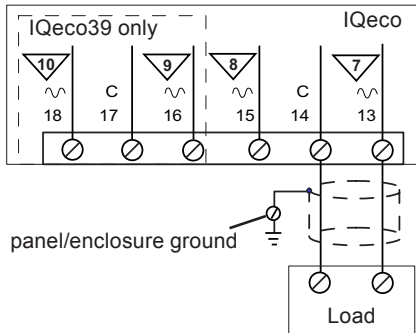 IQeco39 only IQeco
10 9 8 7
C C
18 17 16 15 14 13
panel/enclosure ground
Load